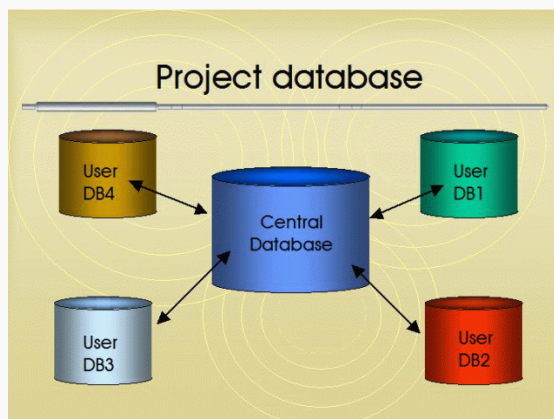 Project database
User
DB4
User
DB1
Central
Database
User
DB3
User
DB2